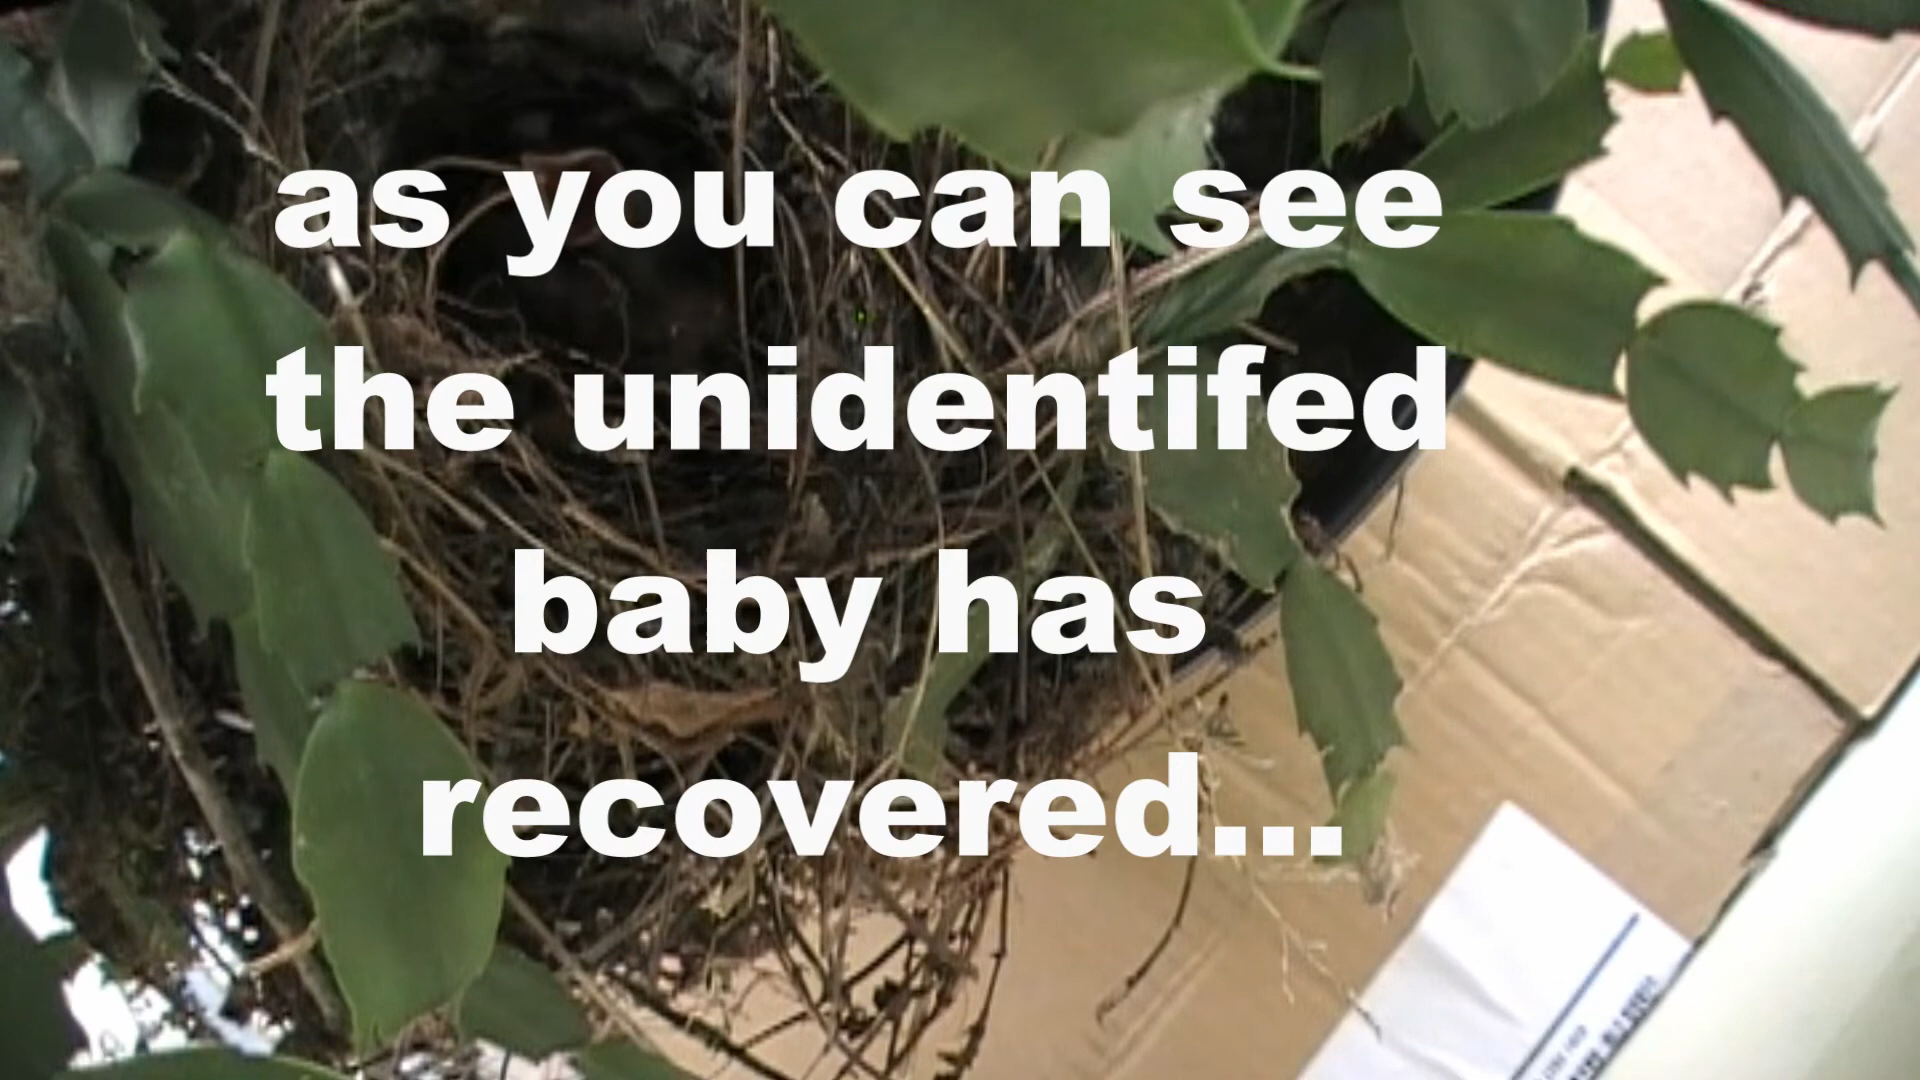 as you can see
the unidentifed
baby has
recovered...